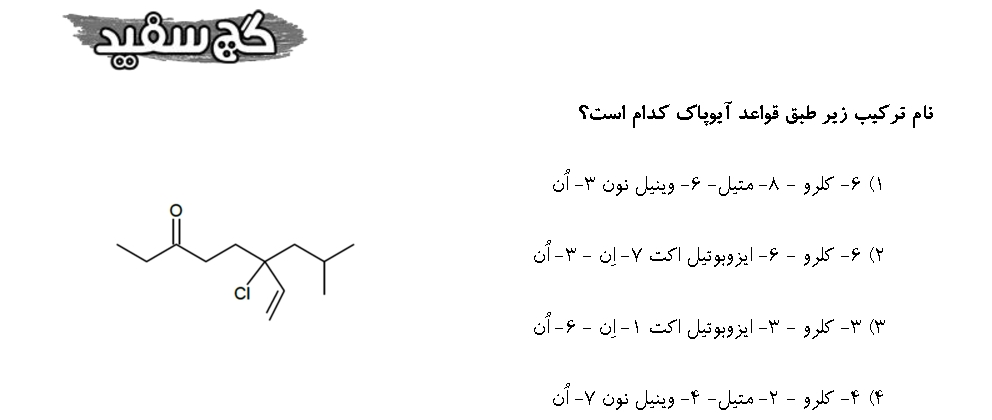 گچ سفید
نام ترکیب زیر طبق قواعد آیوپاک کدام است؟
۱) ۶- کلرو - ۸- متیل- ۶- وینیل نون ۳- اُن
۲) ۶- کلرو - ۶- ایزوبوتیل اکت ۷- اِن - ۳- اُن
۳) ۳- کلرو - ۳- ایزوبوتیل اکت ۱- اِن - ۶- اُن
۴) ۴- کلرو - ۲- متیل- ۴- وینیل نون ۷- اُن
O
Cl